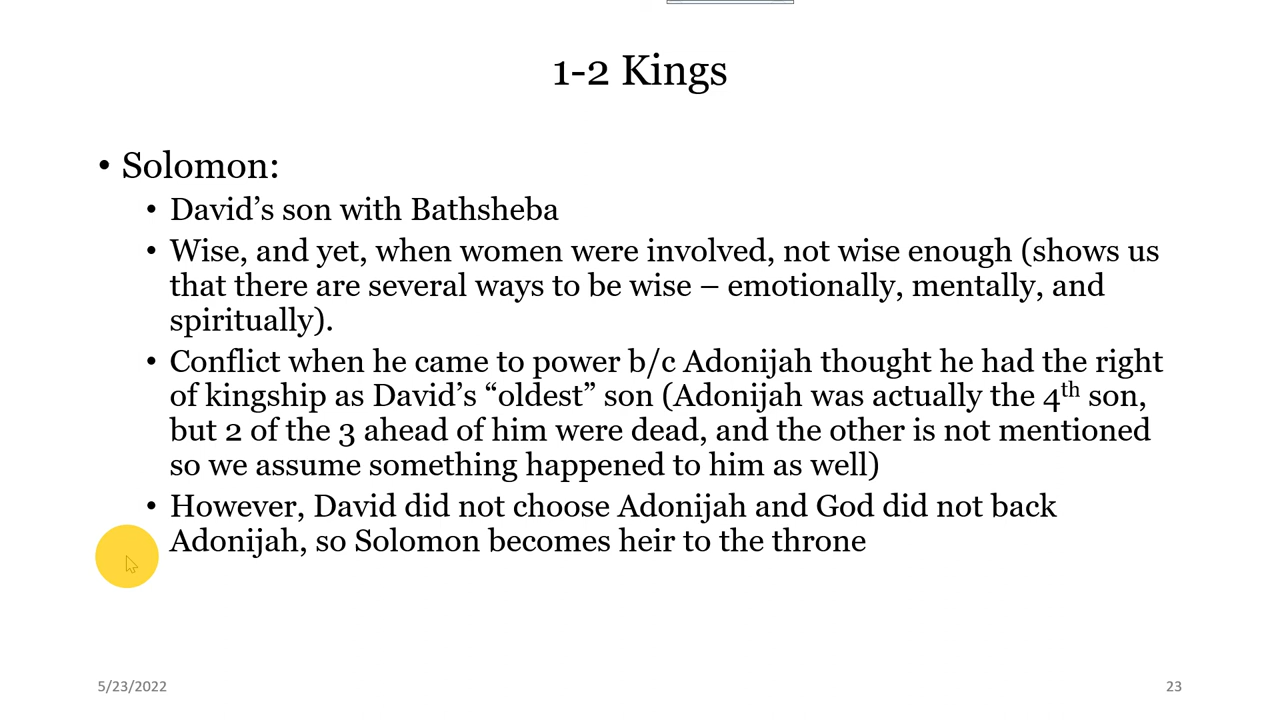 1-2 Kings
• Solomon:
• David’s son with Bathsheba
• Wise, and yet, when women were involved, not wise enough (shows us
that there are several ways to be wise – emotionally, mentally, and
spiritually).
• Conflict when he came to power b/c Adonijah thought he had the right
of kingship as David’s “oldest” son (Adonijah was actually the 4th son,
but 2 of the 3 ahead of him were dead, and the other is not mentioned
so we assume something happened to him as well)
• However, David did not choose Adonijah and God did not back
Adonijah, so Solomon becomes heir to the throne
5/23/2022
23